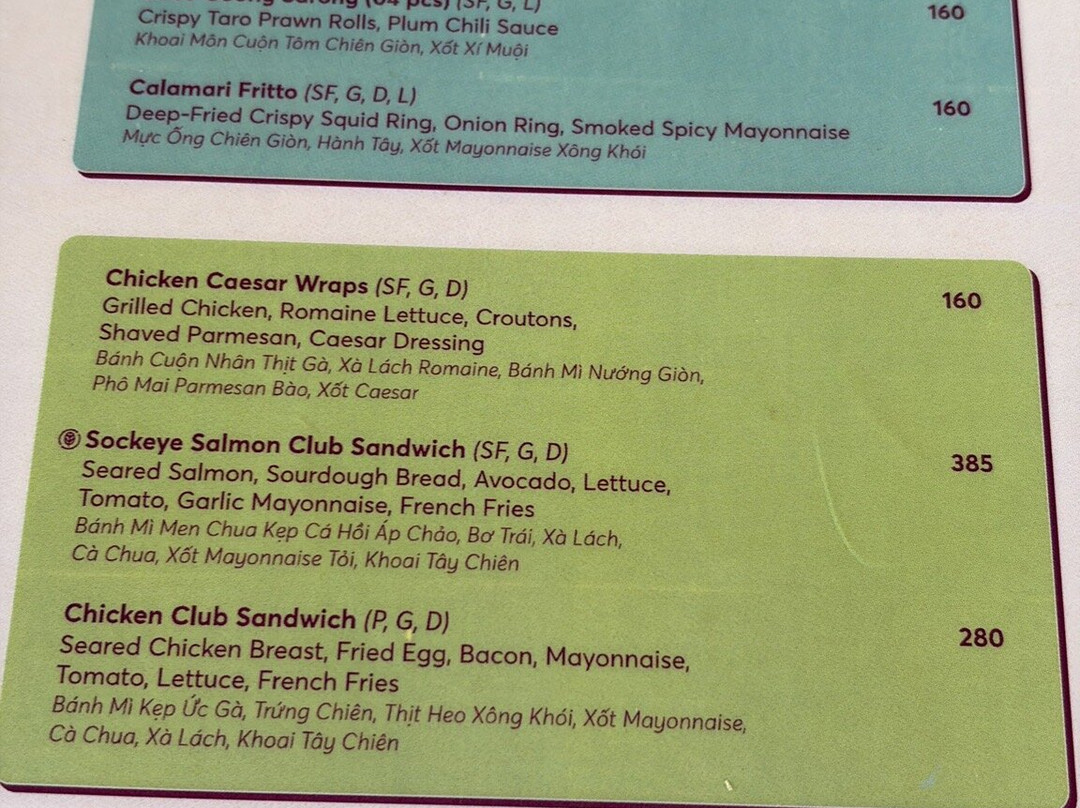 (SF, G, L)
Crispy Taro Prawn Rolls, Plum Chili Sauce 160
Khoai Môn Cuộn Tôm Chiên Giòn, Xốt Xí Muội
Calamari Fritto (SF, G, D, L)
Deep-Fried Crispy Squid Ring, Onion Ring, Smoked Spicy Mayonnaise 160
Mực Ống Chiên Giòn, Hành Tây, Xốt Mayonnaise Xông Khói
Chicken Caesar Wraps (SF, G, D) 160
Grilled Chicken, Romaine Lettuce, Croutons,
Shaved Parmesan, Caesar Dressing
Bánh Cuộn Nhân Thịt Gà, Xà Lách Romaine, Bánh Mì Nướng Giòn,
Phô Mai Parmesan Bào, Xốt Caesar
Sockeye Salmon Club Sandwich (SF, G, D) 385
Seared Salmon, Sourdough Bread, Avocado, Lettuce,
Tomato, Garlic Mayonnaise, French Fries
Bánh Mì Men Chua Kẹp Cá Hồi Áp Chảo, Bơ Trái, Xà Lách,
Cà Chua, Xốt Mayonnaise Tỏi, Khoai Tây Chiên
Chicken Club Sandwich (P, G, D) 280
Seared Chicken Breast, Fried Egg, Bacon, Mayonnaise,
Tomato, Lettuce, French Fries
Bánh Mì Kẹp Ức Gà, Trứng Chiên, Thịt Heo Xông Khói, Xốt Mayonnaise,
Cà Chua, Xà Lách, Khoai Tây Chiên